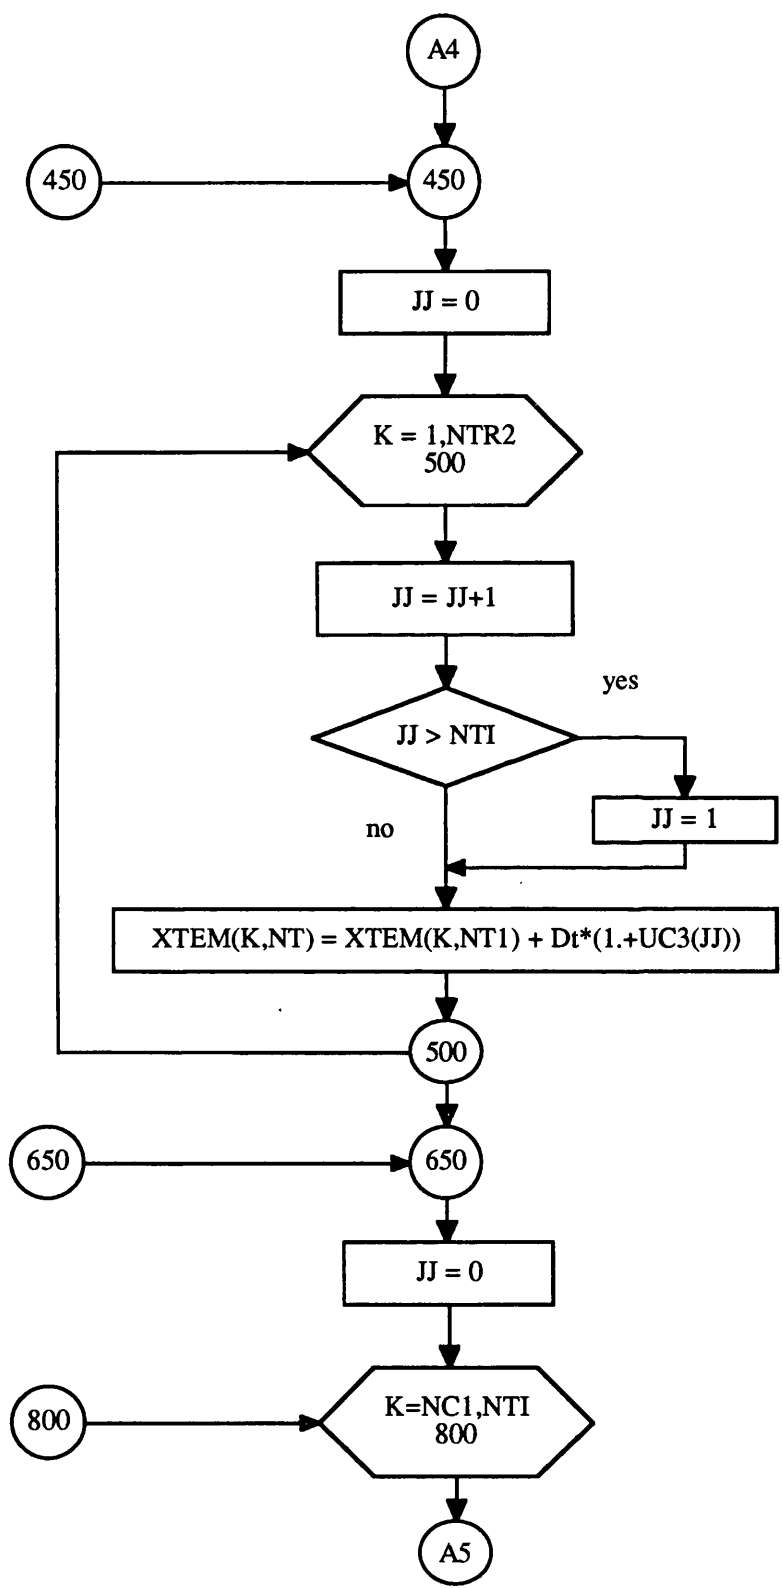 A4
450
450
JJ = 0
K = 1,NTR2
500
JJ = JJ+1
yes
JJ > NTI
JJ = 1
no
XTEM(K,NT) = XTEM(K,NT1) + Dt*(1.+UC3(JJ))
500
650
650
JJ = 0
K=NC1,NTI
800
800
A5